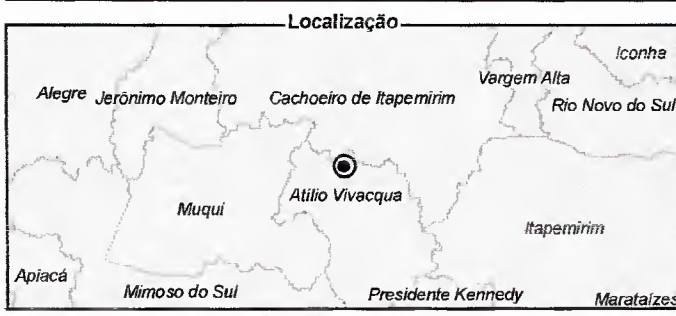 Localização
Iconha
Vargem Alta
Alegre Jerônimo Monteiro Cachoeiro de Itapemirim
Rio Novo do Sul
Atílio Vivacqua
Muqui
Itapemirim
Apiacá
Mimoso do Sul Presidente Kennedy Marataízes